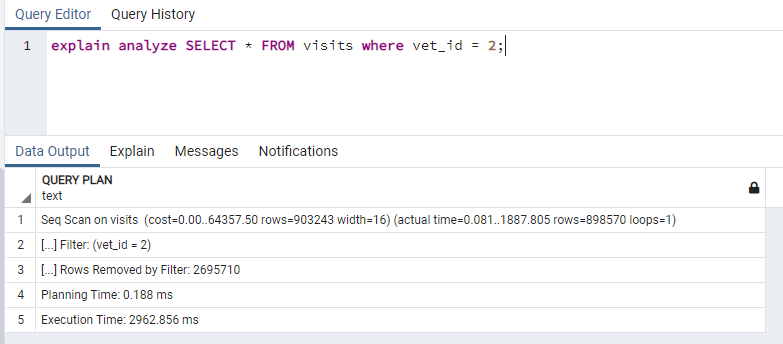 Query Editor Query History
1 explain analyze SELECT * FROM visits where vet_id = 2;
Data Output Explain Messages Notifications
QUERY PLAN
text
1 Seq Scan on visits (cost=0.00..64357.50 rows=903243 width=16) (actual time=0.081..1887.805 rows=898570 loops=1)
2 [...] Filter: (vet_id = 2)
3 [...] Rows Removed by Filter: 2695710
4 Planning Time: 0.188 ms
5 Execution Time: 2962.856 ms